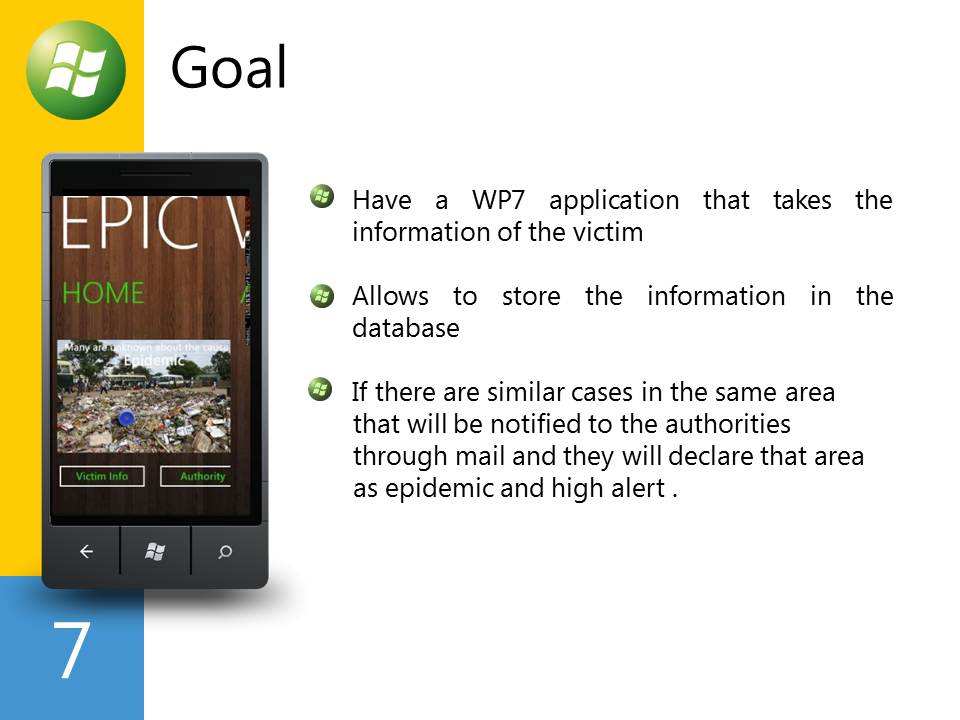 Goal
EPIC
HOME
Many are unknown about the cause
Epidemic
Victim Info
Authority
Have a WP7 application that takes the
information of the victim
Allows to store the information in the
database
If there are similar cases in the same area
that will be notified to the authorities
through mail and they will declare that area
as epidemic and high alert .
7